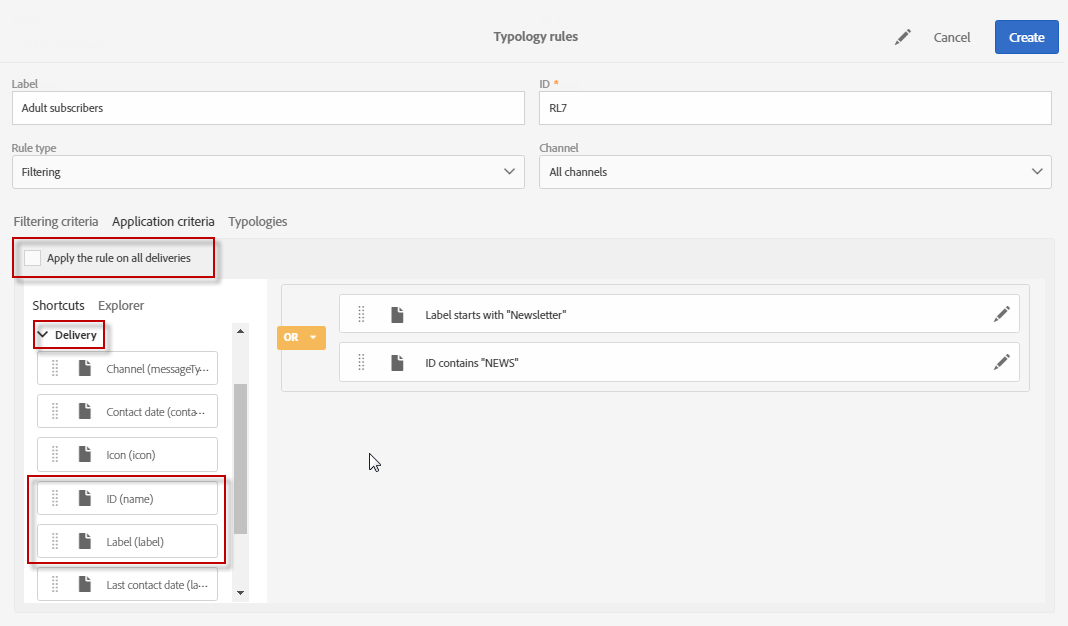 Typology rules
Cancel
Create
Label
ID *
Adult subscribers
RL7
Rule type
Channel
Filtering
All channels
Filtering criteria Application criteria Typologies
Apply the rule on all deliveries
Shortcuts Explorer
Delivery
Channel (messageTy···
Contact date (conta···
Icon (icon)
ID (name)
Label (label)
Last contact date (la···
OR
Label starts with "Newsletter"
ID contains "NEWS"